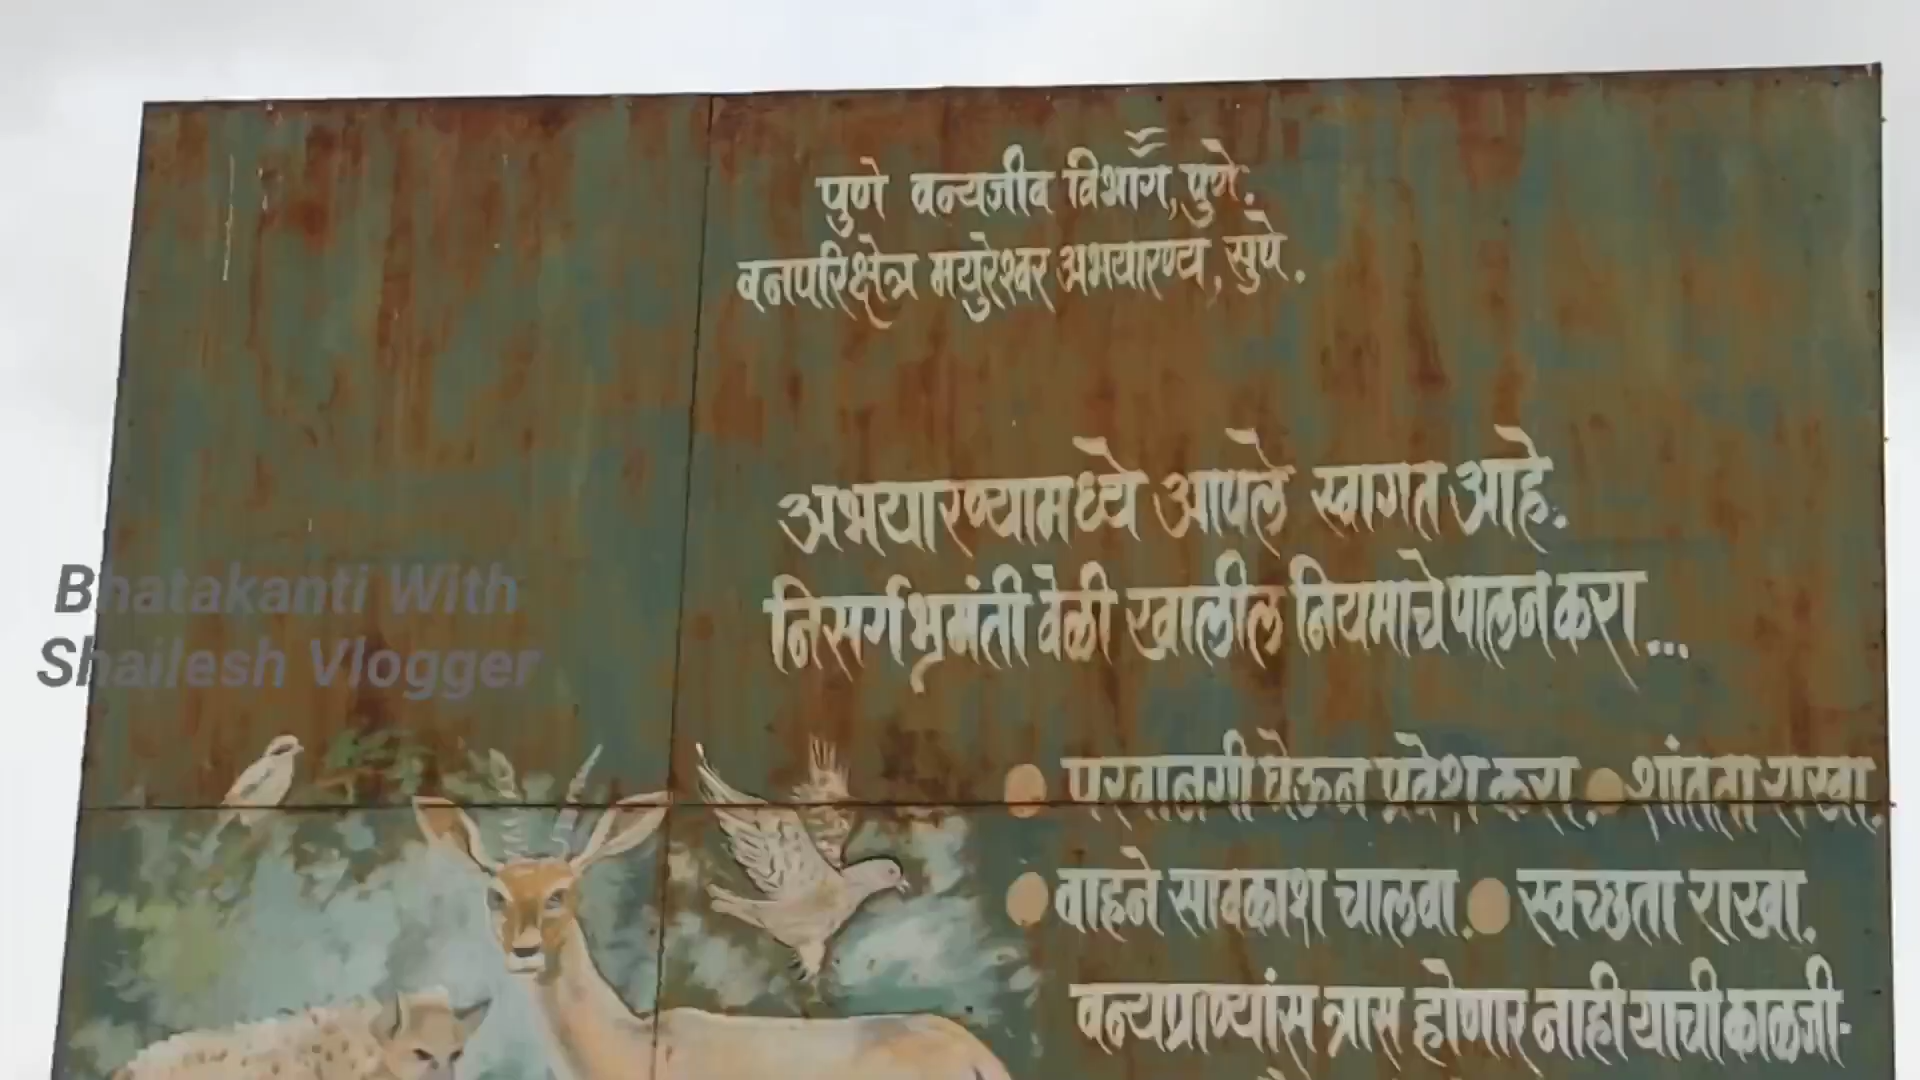 पुणे वन्यजीव विभाग, पुणे.
वनपरिक्षेत्र मयुरेश्वर अभयारण्य, सुपे.
अभयारण्यामध्ये आपले स्वागत आहे.
निसर्ग भ्रमंती वेळी खालील नियमाचे पालन करा...
Bhatakanti With
Shailesh Vlogger
परवानगी घेऊन प्रवेश करा. शांतता राखा.
वाहने सावकाश चालवा. स्वच्छता राखा.
वन्यप्राण्यांस त्रास होणार नाही याची काळजी-